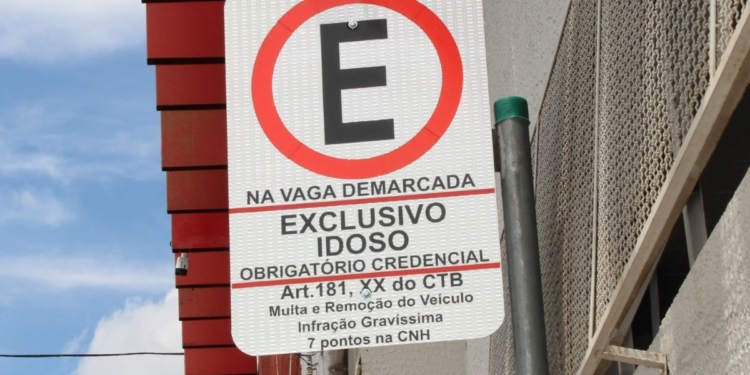 E
NA VAGA DEMARCADA
EXCLUSIVO
IDOSO
OBRIGATÓRIO CREDENCIAL
Art.181, XX do CTB
Multa e Remoção do Veículo
Infração Gravíssima
7 pontos na CNH